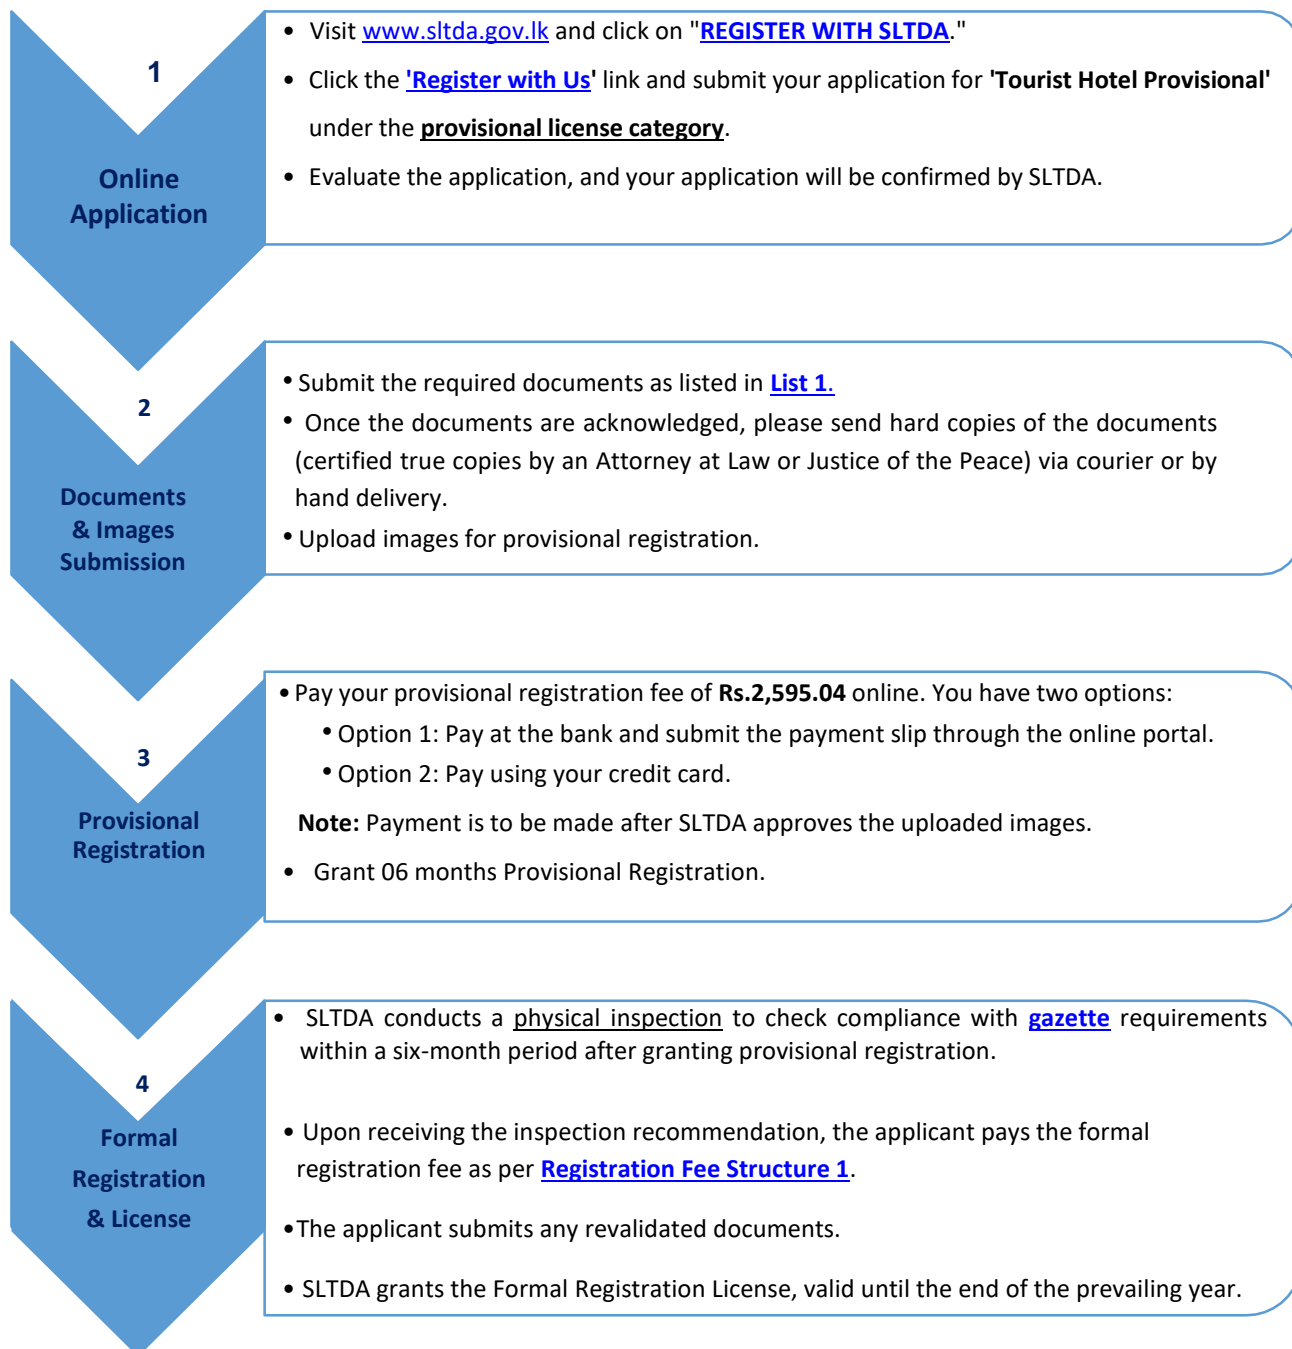 1
Online
Application
• Visit www.sltda.gov.lk and click on "REGISTER WITH SLTDA."
• Click the 'Register with Us' link and submit your application for 'Tourist Hotel Provisional'
under the provisional license category.
• Evaluate the application, and your application will be confirmed by SLTDA.
2
Documents
& Images
Submission
• Submit the required documents as listed in List 1.
• Once the documents are acknowledged, please send hard copies of the documents
(certified true copies by an Attorney at Law or Justice of the Peace) via courier or by
hand delivery.
• Upload images for provisional registration.
3
Provisional
Registration
• Pay your provisional registration fee of Rs.2,595.04 online. You have two options:
• Option 1: Pay at the bank and submit the payment slip through the online portal.
• Option 2: Pay using your credit card.
Note: Payment is to be made after SLTDA approves the uploaded images.
• Grant 06 months Provisional Registration.
4
Formal
Registration
& License
• SLTDA conducts a physical inspection to check compliance with gazette requirements
within a six-month period after granting provisional registration.
• Upon receiving the inspection recommendation, the applicant pays the formal
registration fee as per Registration Fee Structure 1.
•The applicant submits any revalidated documents.
• SLTDA grants the Formal Registration License, valid until the end of the prevailing year.